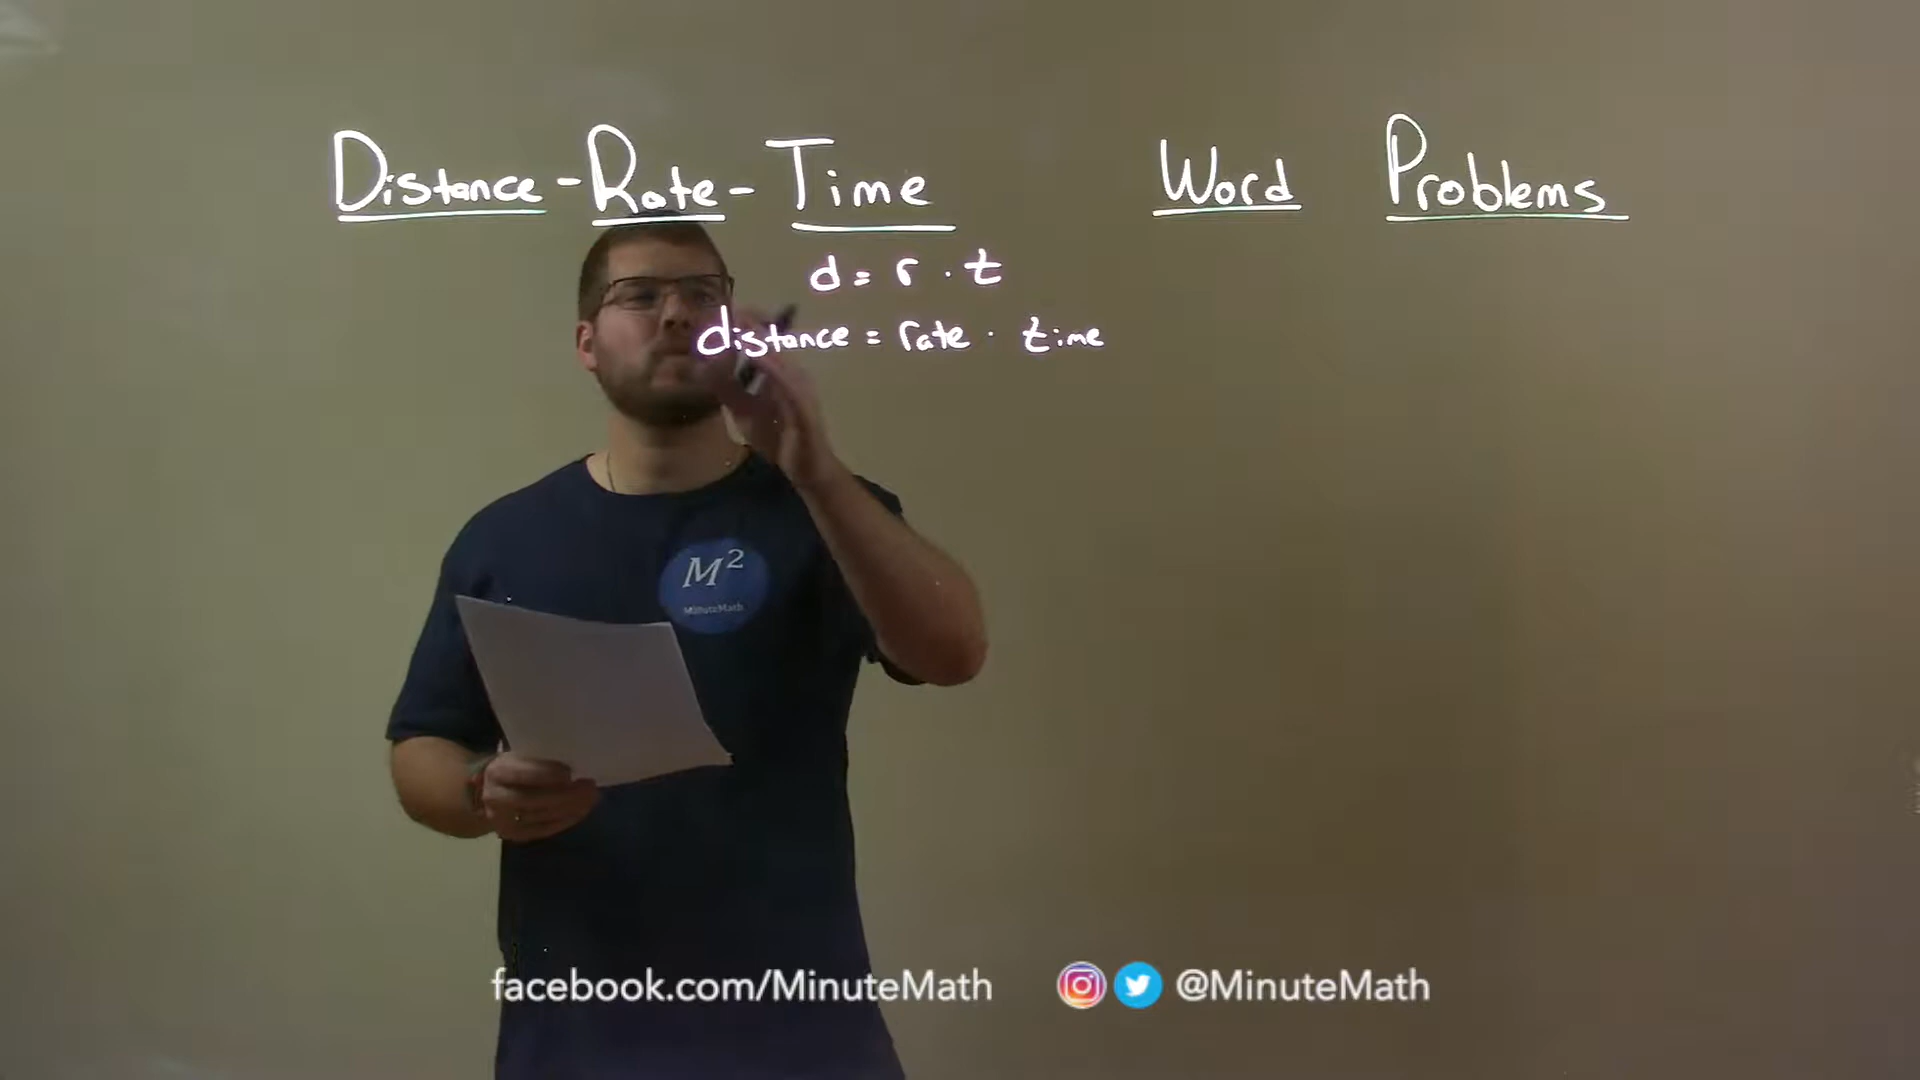 Distance-Rate-Time Word Problems
d = r · t
distance = rate · time
M²
MinuteMath
facebook.com/MinuteMath @MinuteMath